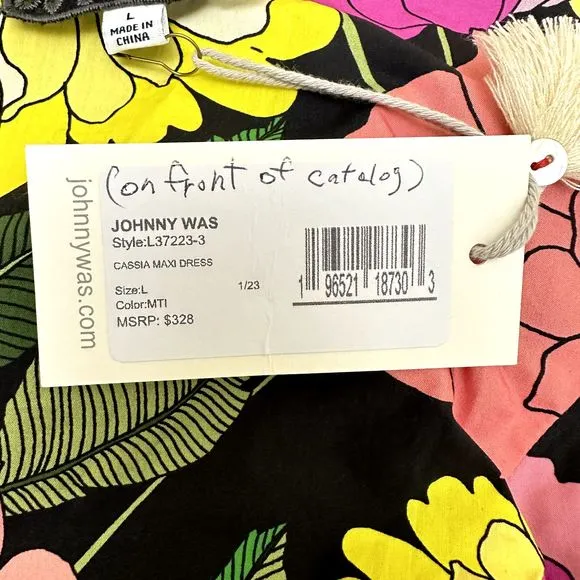 L
MADE IN
CHINA
johnnywas.com
(on front of catalog)
JOHNNY WAS
Style:L37223-3
CASSIA MAXI DRESS
Size:L 1/23
Color:MTI
MSRP: $328
1 96521 18730 3